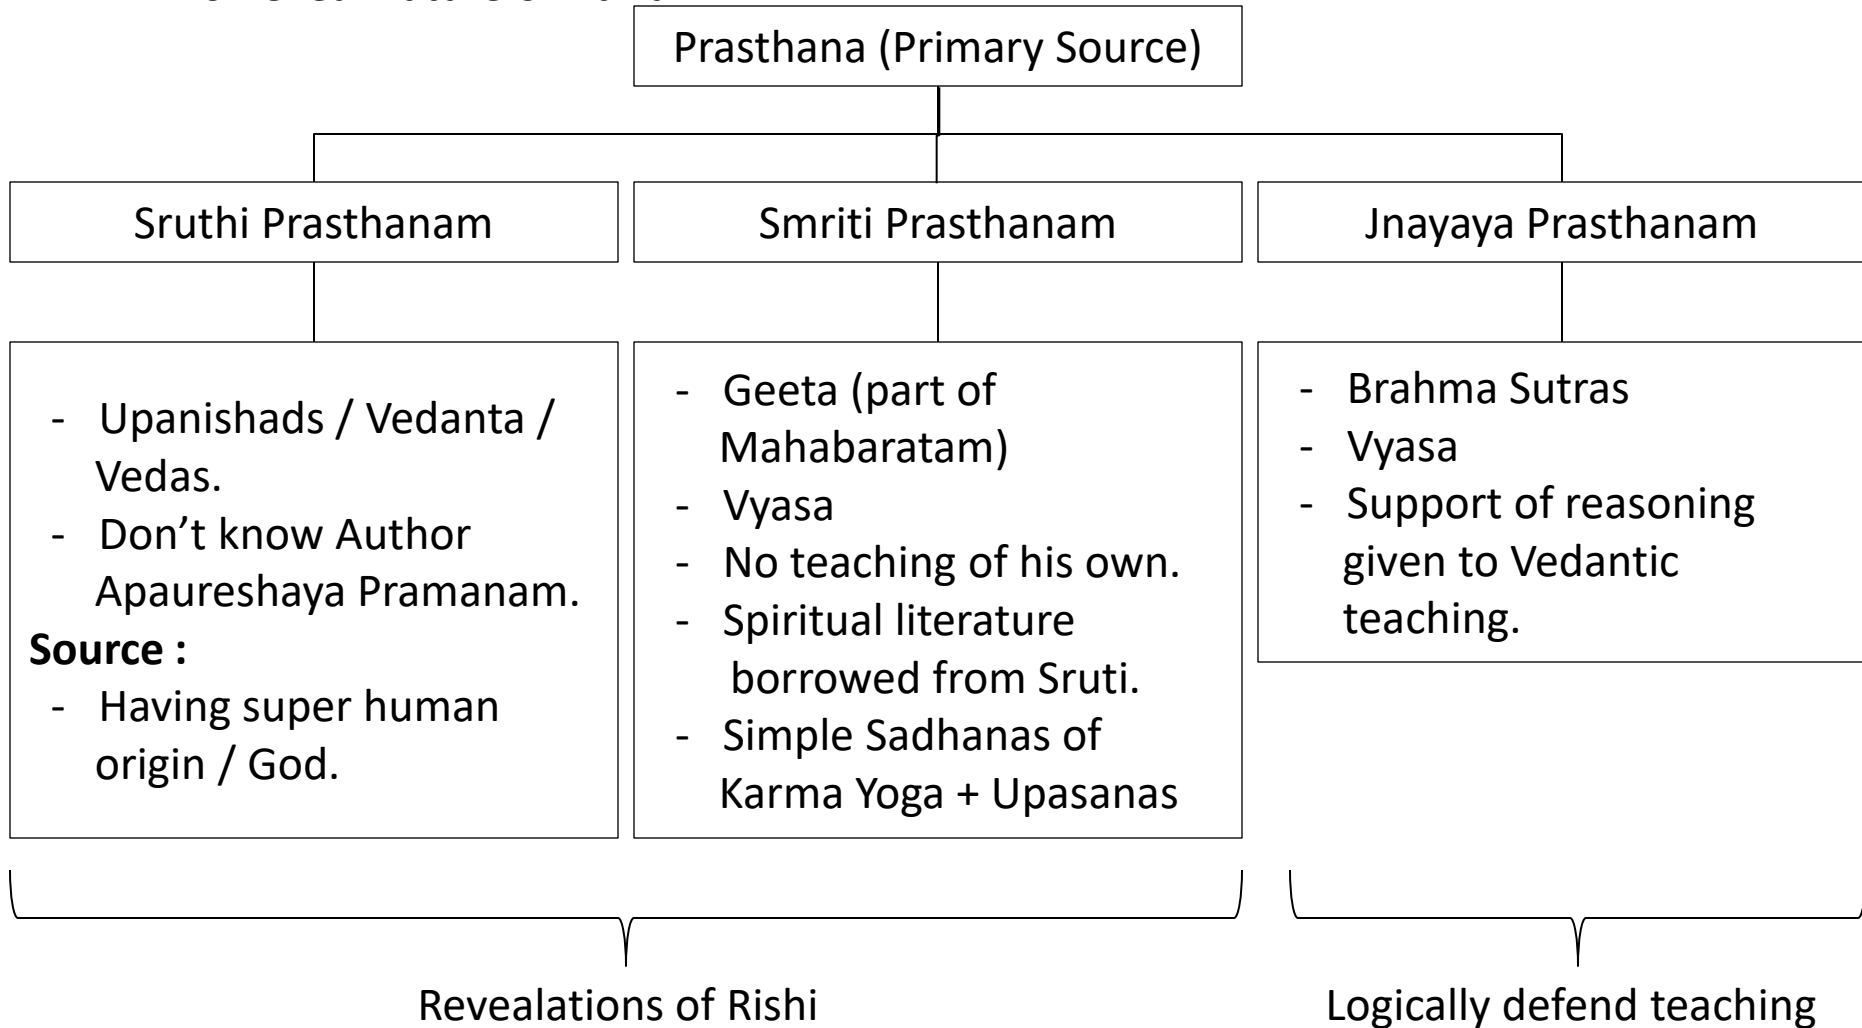 Prasthana (Primary Source)
Sruthi Prasthanam
Smriti Prasthanam
Jnayaya Prasthanam
- Upanishads / Vedanta /
Vedas.
- Don’t know Author
Apaureshaya Pramanam.
Source :
- Having super human
origin / God.
- Geeta (part of
Mahabaratam)
- Vyasa
- No teaching of his own.
- Spiritual literature
borrowed from Sruti.
- Simple Sadhanas of
Karma Yoga + Upasanas
- Brahma Sutras
- Vyasa
- Support of reasoning
given to Vedantic
teaching.
Revealations of Rishi
Logically defend teaching